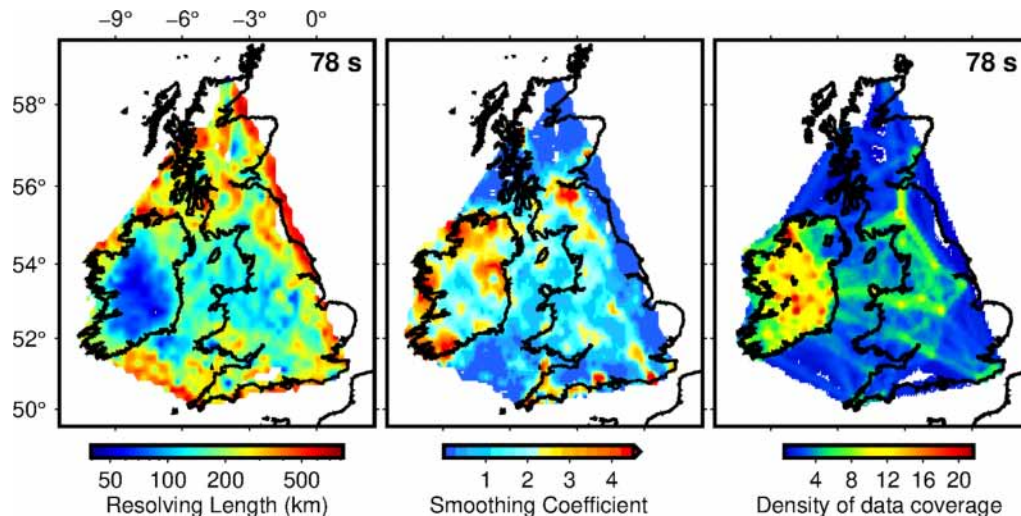 −9° −6° −3° 0°
78 s 78 s
58°
56°
54°
52°
50°
50 100 200 500 1 2 3 4 4 8 12 16 20
Resolving Length (km) Smoothing Coefficient Density of data coverage